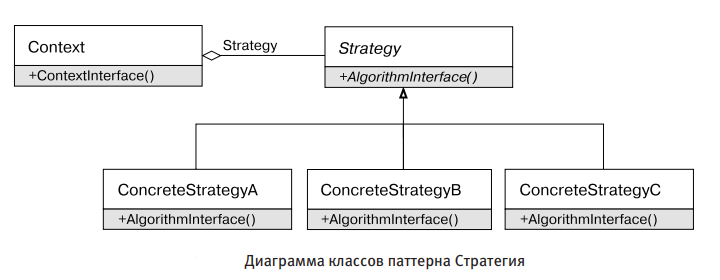 Context
+ContextInterface()
Strategy
Strategy
+AlgorithmInterface()
ConcreteStrategyA
+AlgorithmInterface()
ConcreteStrategyB
+AlgorithmInterface()
ConcreteStrategyC
+AlgorithmInterface()
Диаграмма классов паттерна Стратегия